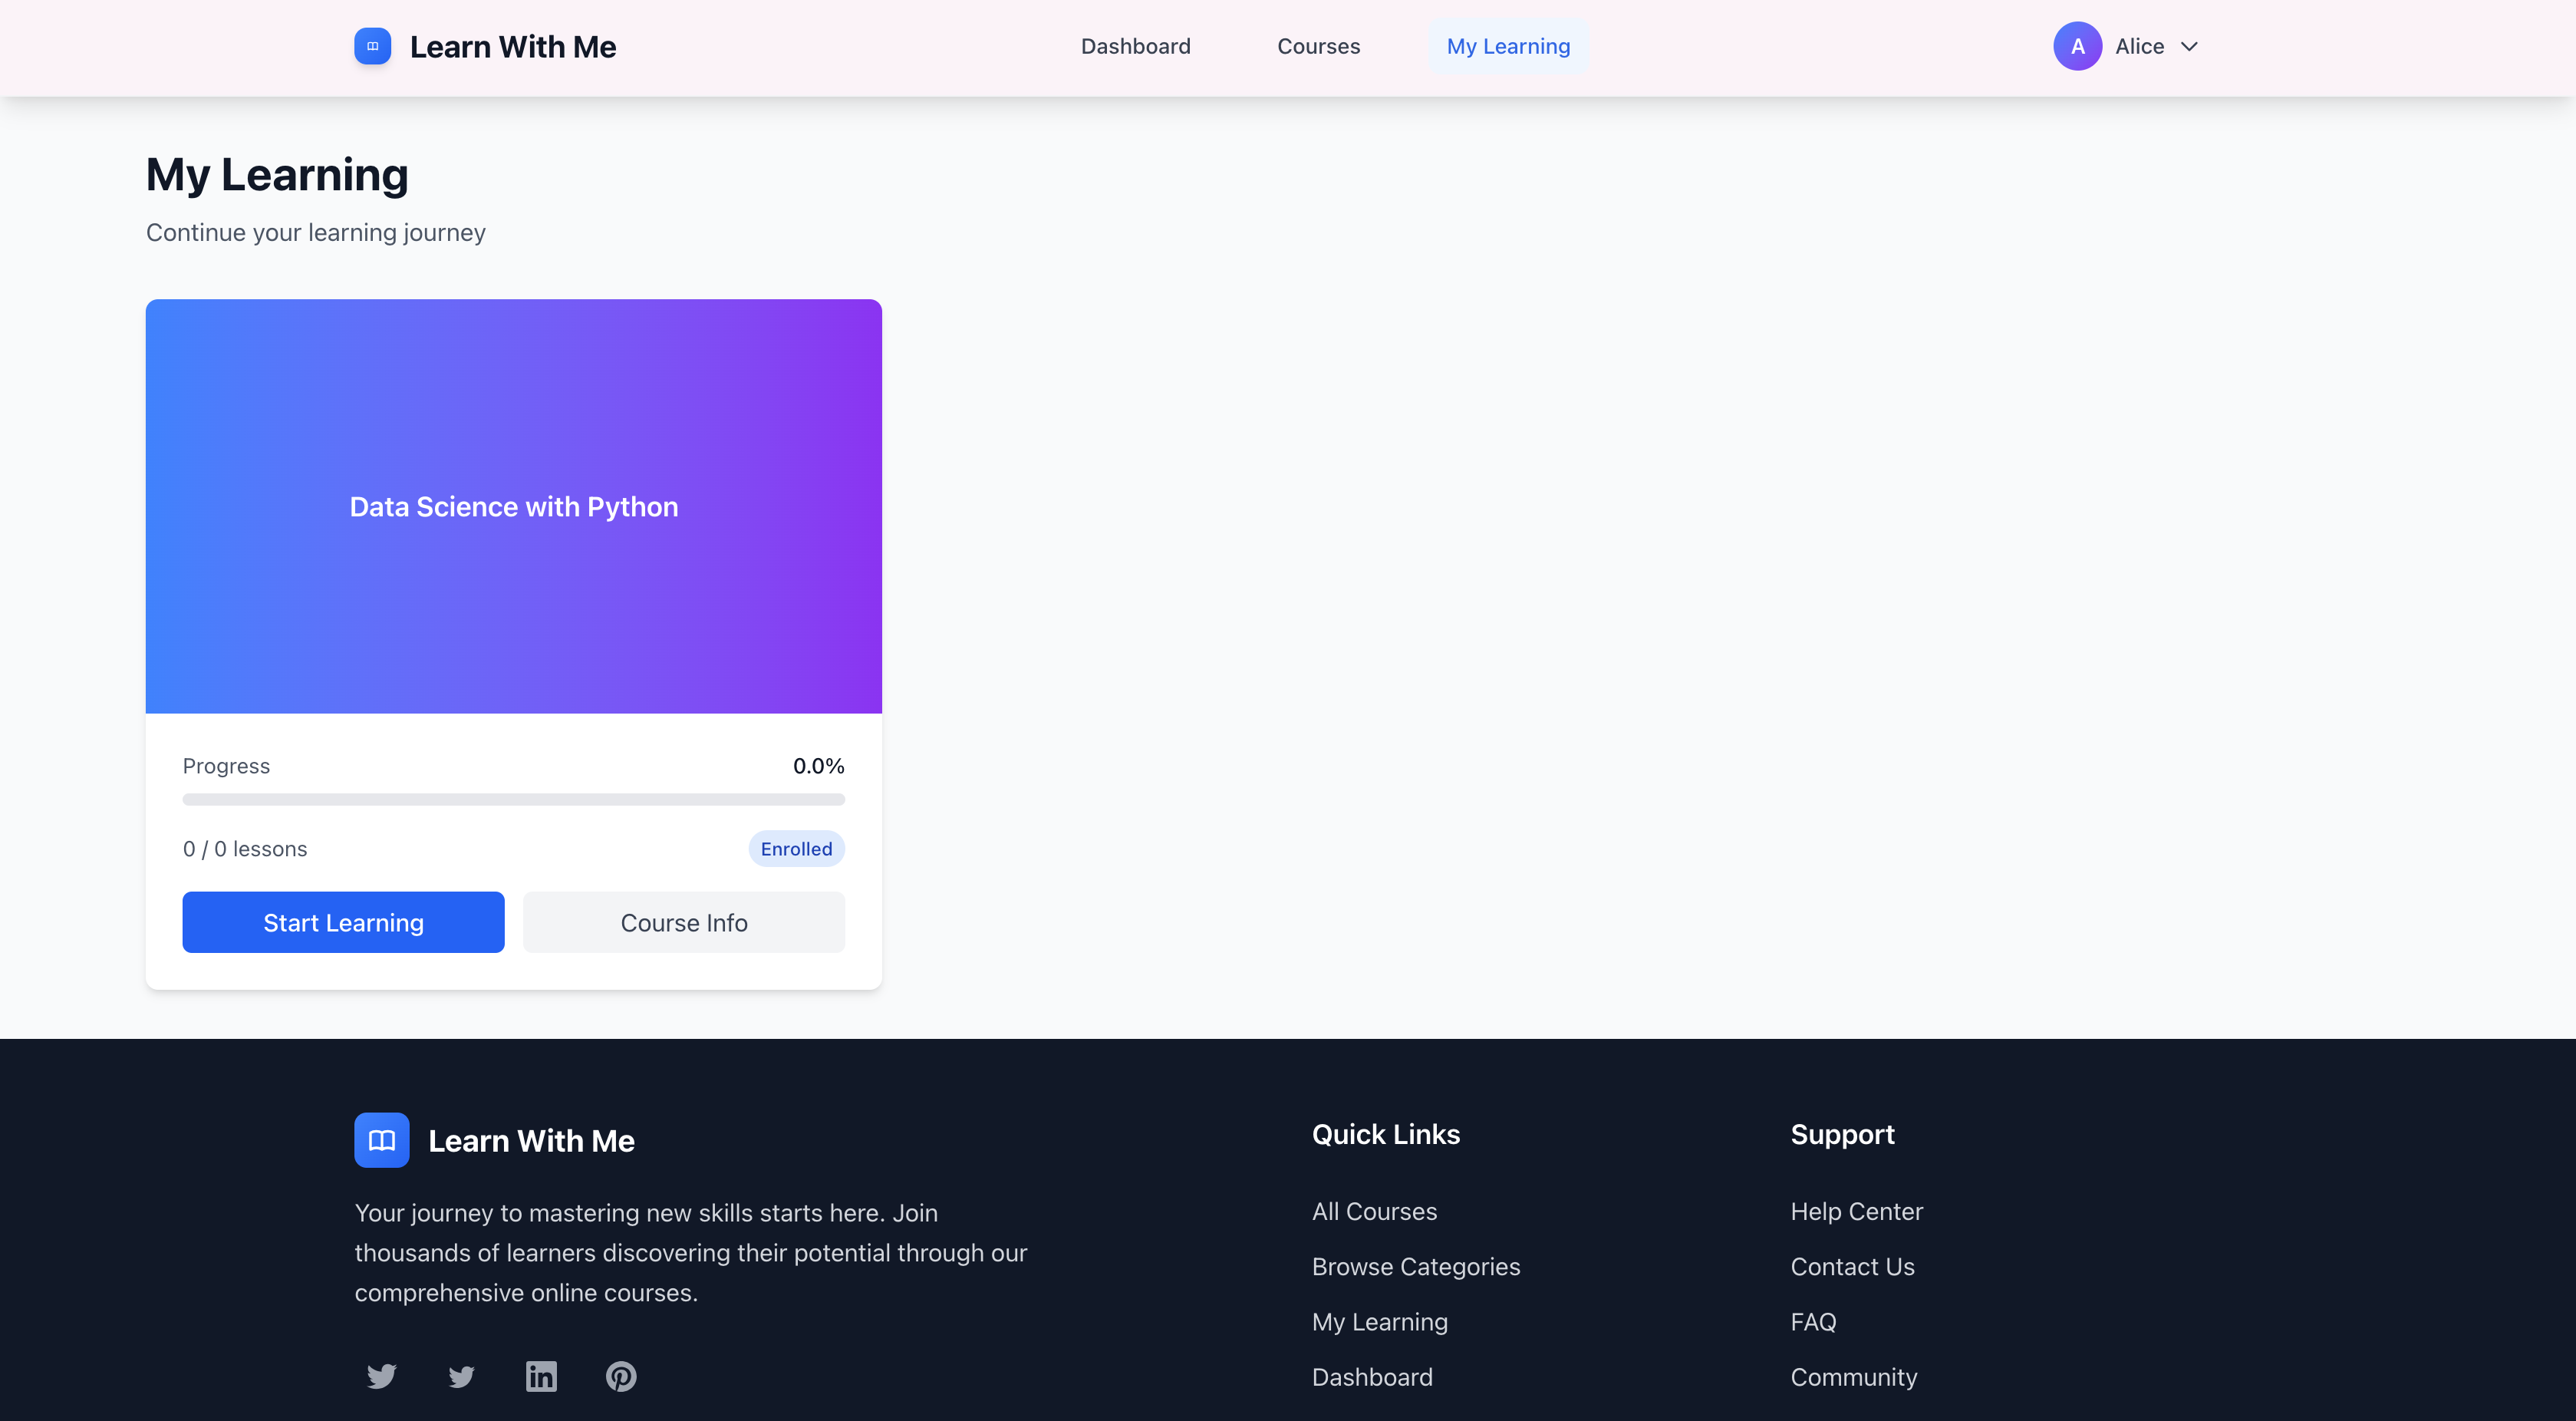 Learn With Me
Dashboard
Courses
My Learning
A
Alice
My Learning
Continue your learning journey
Data Science with Python
Progress
0.0%
0 / 0 lessons
Enrolled
Start Learning
Course Info
Learn With Me
Your journey to mastering new skills starts here. Join
thousands of learners discovering their potential through our
comprehensive online courses.
Quick Links
All Courses
Browse Categories
My Learning
Dashboard
Support
Help Center
Contact Us
FAQ
Community